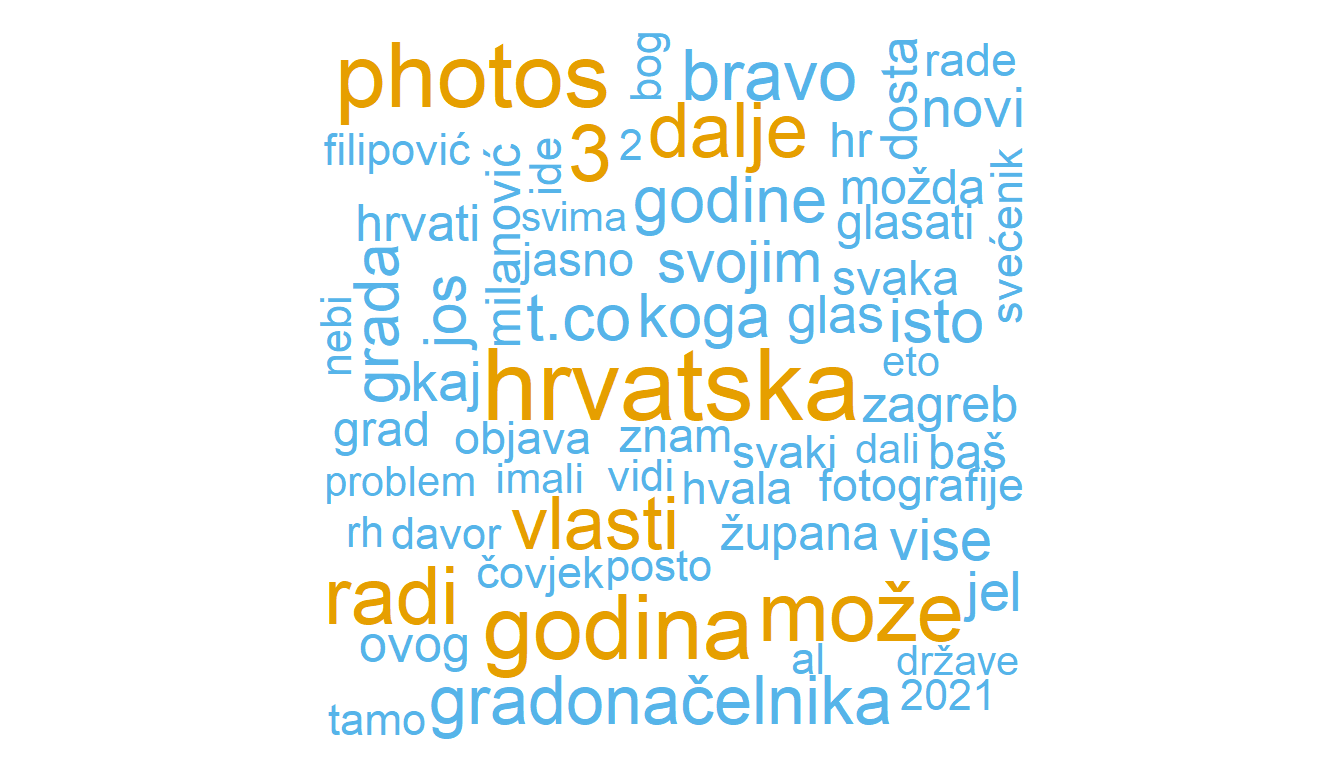 photos
bog
bravo
dosta
rade
novi
filipović
ide
3
2
dalje
hr
milanović
svećenik
hrvati
svima
godine
možda
glasati
jasno
svojim
svaka
nebi
grada
jos
t.co
koga
glas
isto
kaj
hrvatska
eto
zagreb
grad
objava
znam
svaki
dali
baš
problem
imali
vidi
hvala
fotografije
rh
davor
vlasti
župana
vise
radi
čovjek
posto
godina
može
jel
ovog
al
države
tamo
gradonačelnika
2021